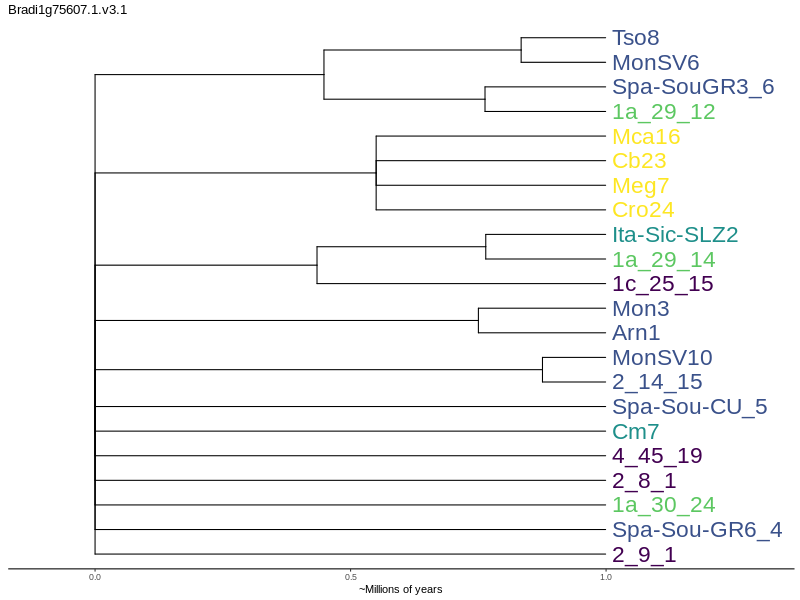 Bradi1g75607.1.v3.1
Tso8
MonSV6
Spa-SouGR3_6
1a_29_12
Mca16
Cb23
Meg7
Cro24
Ita-Sic-SLZ2
1a_29_14
1c_25_15
Mon3
Arn1
MonSV10
2_14_15
Spa-Sou-CU_5
Cm7
4_45_19
2_8_1
1a_30_24
Spa-Sou-GR6_4
2_9_1
0.0 0.5 1.0
~Millions of years